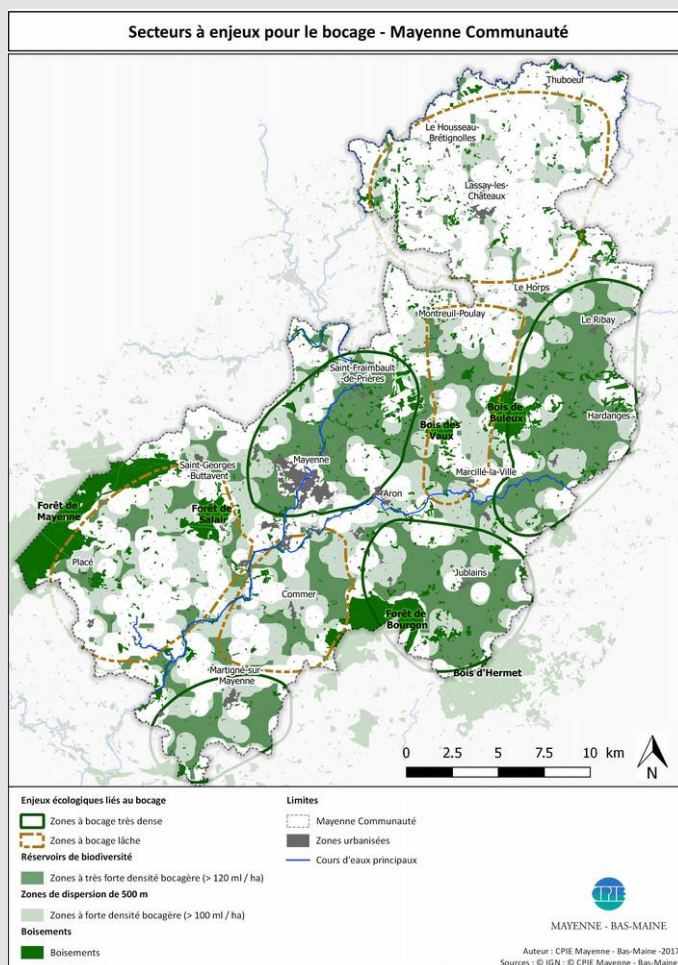 Secteurs à enjeux pour le bocage - Mayenne Communauté
Thuboeuf
Le Housseau-
Brétignolles
Lassay-les-
Châteaux
Le Horps
Montreuil-Poulay
Le Ribay
Saint-Fraimbault
-de-Prières
Bois de
Buleux
Hardanges
Bois des
Vaux
Mayenne
Saint-Georges
-Buttavent
Marcillé-la-Ville
Aron
Forêt de
Mayenne
Forêt de
Salair
Placé
Jublains
Commer
Forêt de
Bourgon
Martigné-sur-
Mayenne
Bois d'Hermet
0 2.5 5 7.5 10 km
N
Enjeux écologiques liés au bocage
Zones à bocage très dense
Zones à bocage lâche
Réservoirs de biodiversité
Zones à très forte densité bocagère (> 120 ml / ha)
Zones de dispersion de 500 m
Zones à forte densité bocagère (> 100 ml / ha)
Boisements
Boisements
Limites
Mayenne Communauté
Zones urbanisées
Cours d'eaux principaux
CPIE
MAYENNE - BAS-MAINE
Auteur : CPIE Mayenne - Bas-Maine -2017
Sources : © IGN : © CPIE Mayenne - Bas-Maine